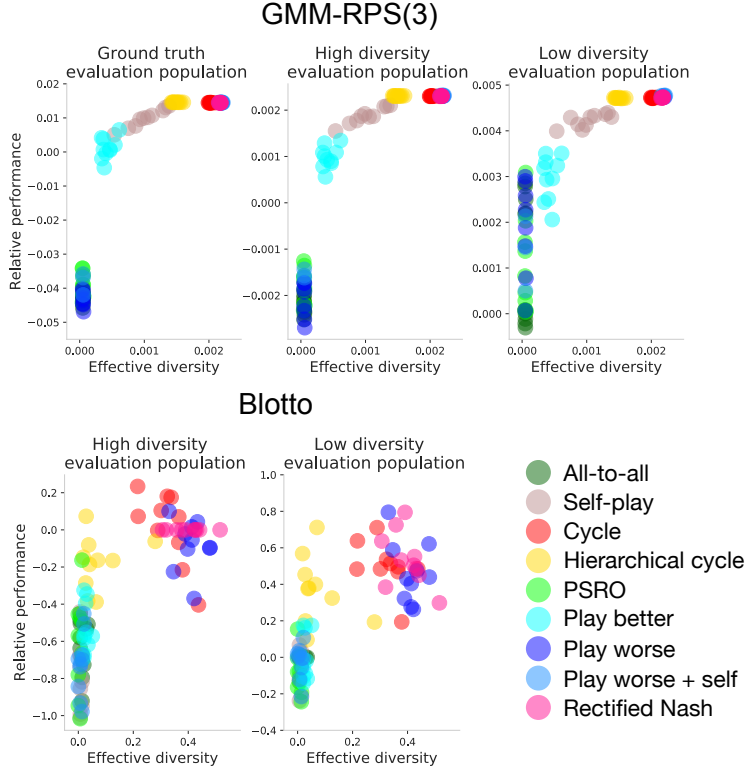 GMM-RPS(3)
Ground truth
evaluation population
High diversity
evaluation population
Low diversity
evaluation population
Relative performance
0.02
0.01
0.00
−0.01
−0.02
−0.03
−0.04
−0.05
0.000
0.001
0.002
Effective diversity
0.002
0.001
0.000
−0.001
−0.002
0.000
0.001
0.002
Effective diversity
0.005
0.004
0.003
0.002
0.001
0.000
0.000
0.001
0.002
Effective diversity
Blotto
High diversity
evaluation population
Low diversity
evaluation population
Relative performance
0.2
0.0
−0.2
−0.4
−0.6
−0.8
−1.0
0.0
0.2
0.4
Effective diversity
1.0
0.8
0.6
0.4
0.2
0.0
−0.2
−0.4
0.0
0.2
0.4
Effective diversity
All-to-all
Self-play
Cycle
Hierarchical cycle
PSRO
Play better
Play worse
Play worse + self
Rectified Nash